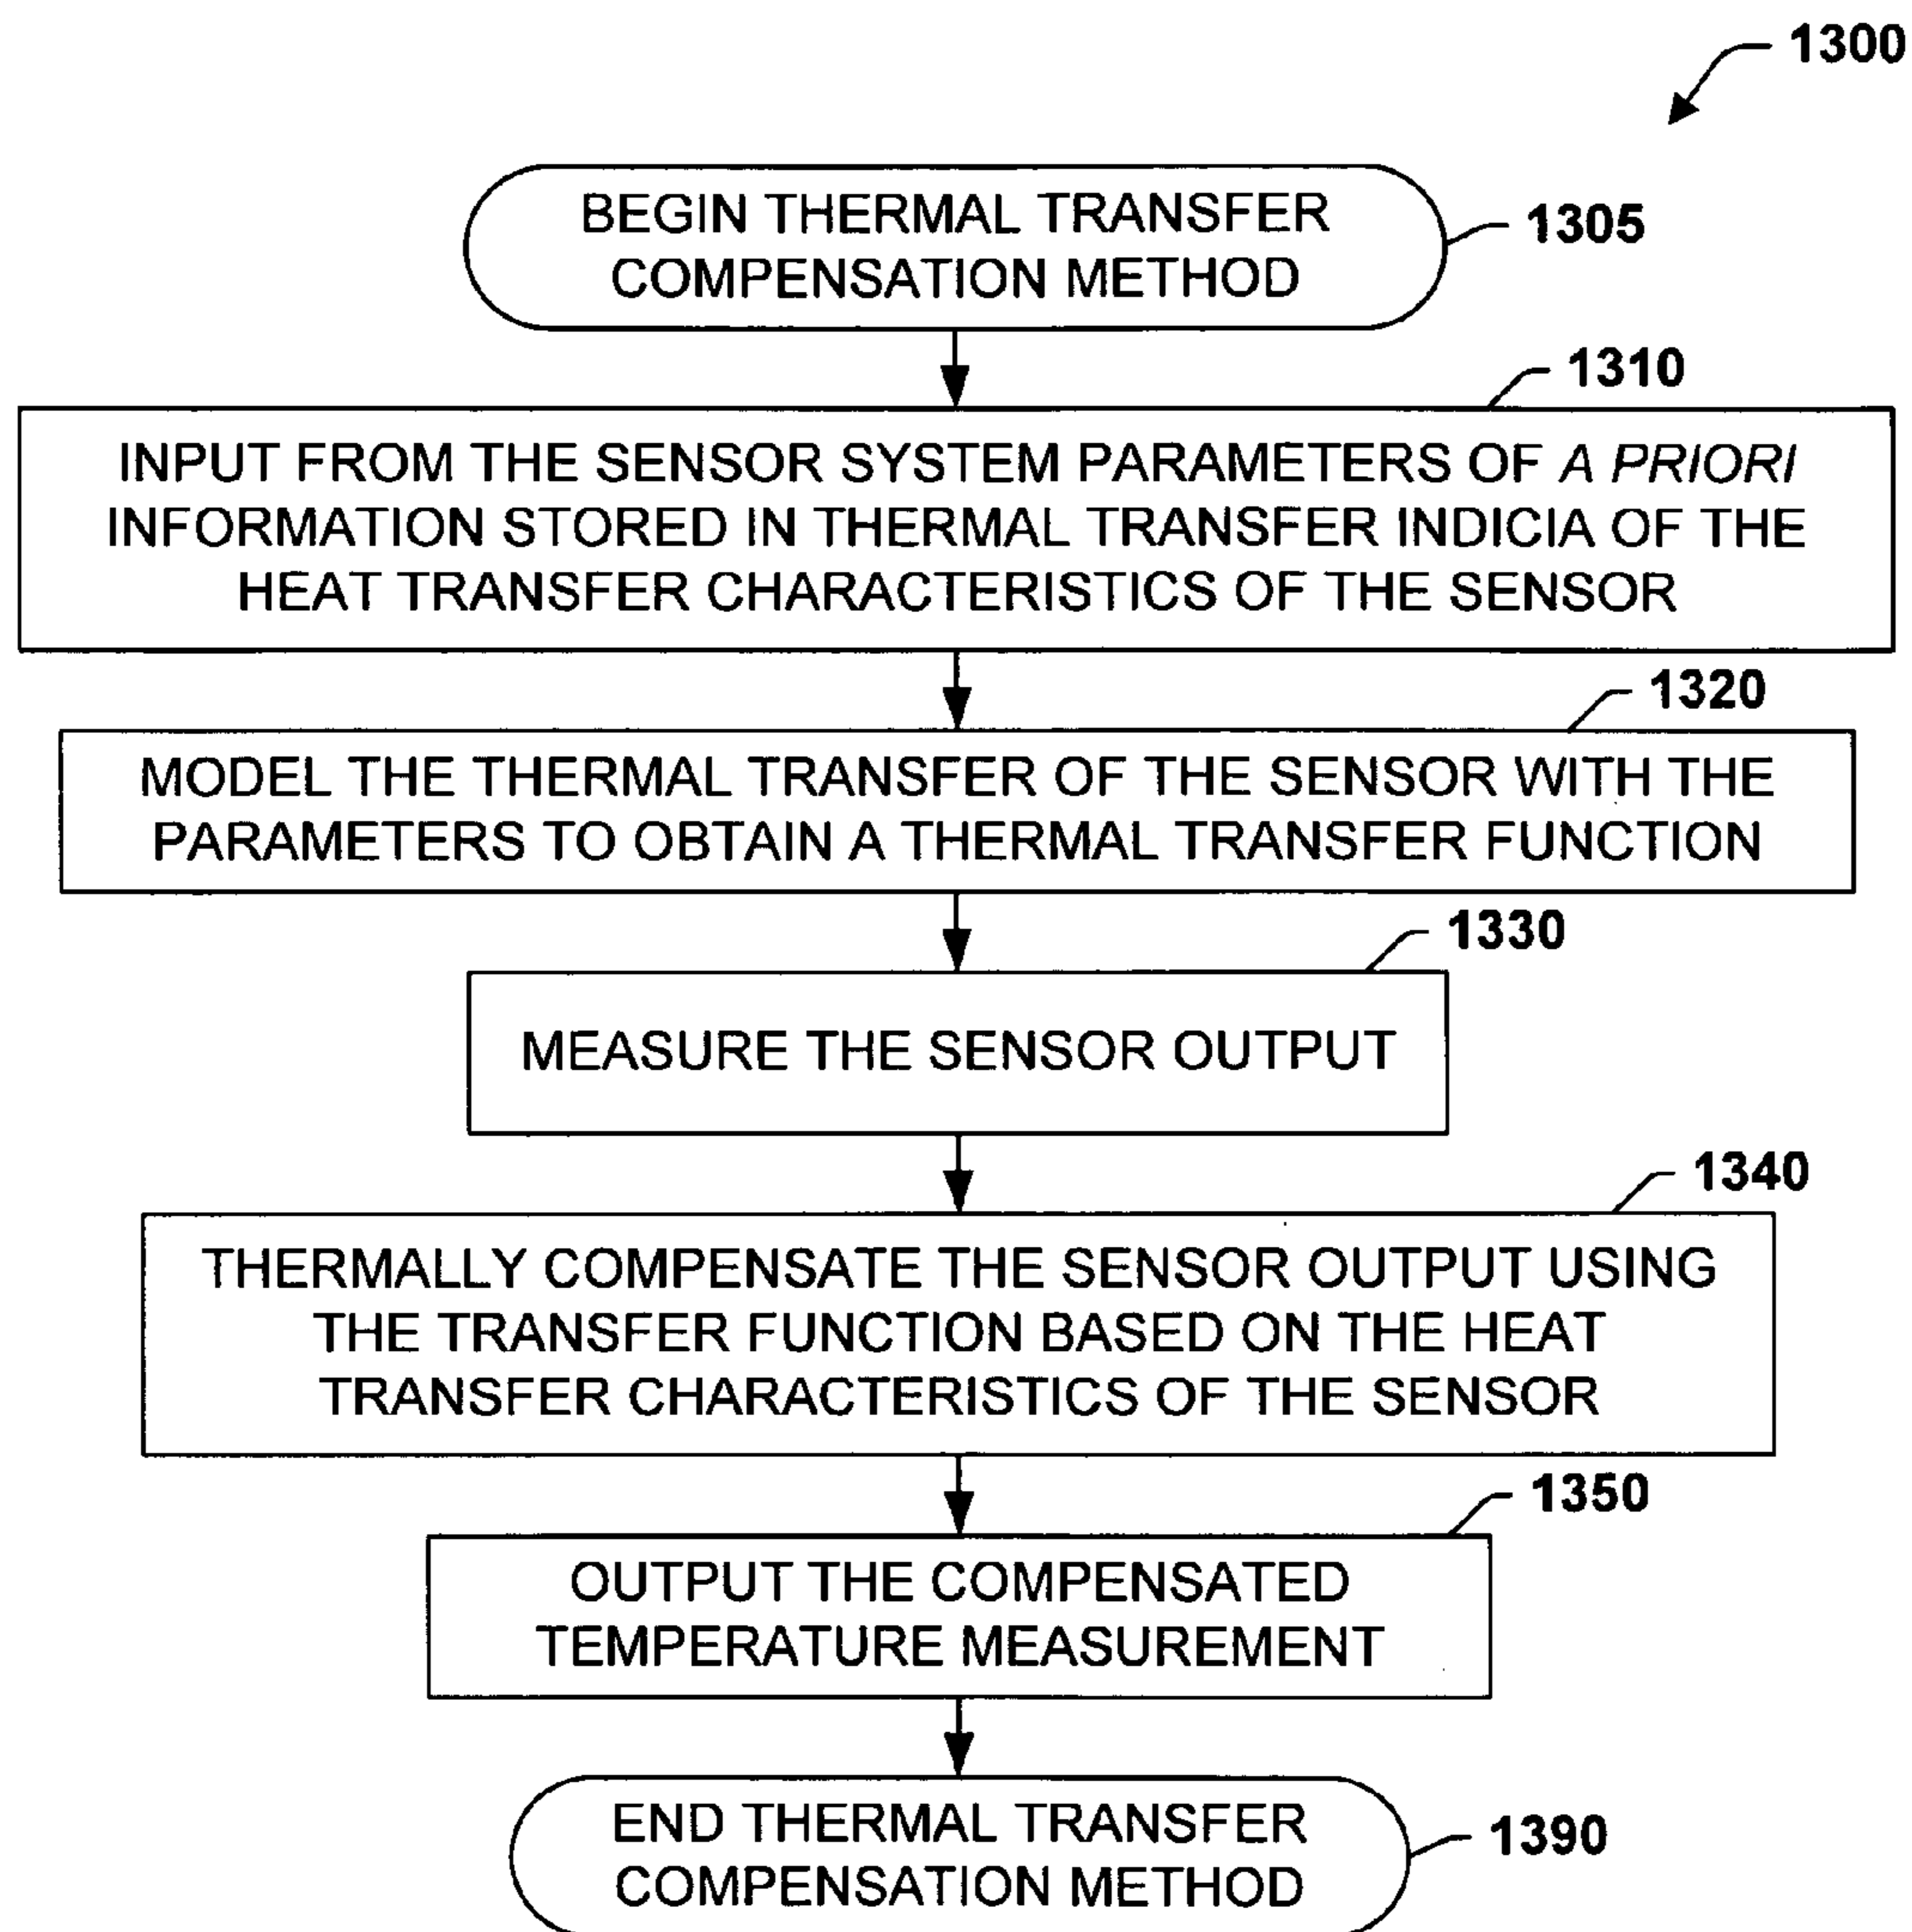 1300
BEGIN THERMAL TRANSFER
COMPENSATION METHOD
1305
1310
INPUT FROM THE SENSOR SYSTEM PARAMETERS OF A PRIORI
INFORMATION STORED IN THERMAL TRANSFER INDICIA OF THE
HEAT TRANSFER CHARACTERISTICS OF THE SENSOR
1320
MODEL THE THERMAL TRANSFER OF THE SENSOR WITH THE
PARAMETERS TO OBTAIN A THERMAL TRANSFER FUNCTION
1330
MEASURE THE SENSOR OUTPUT
1340
THERMALLY COMPENSATE THE SENSOR OUTPUT USING
THE TRANSFER FUNCTION BASED ON THE HEAT
TRANSFER CHARACTERISTICS OF THE SENSOR
1350
OUTPUT THE COMPENSATED
TEMPERATURE MEASUREMENT
END THERMAL TRANSFER
COMPENSATION METHOD
1390